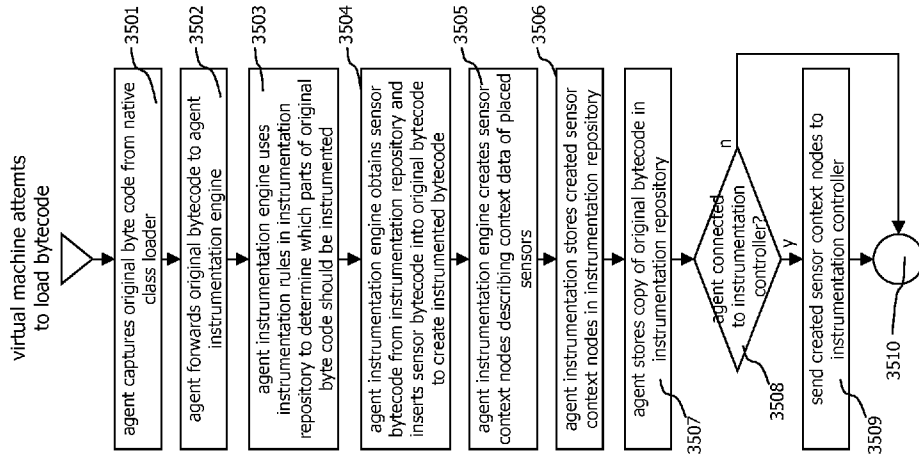 virtual machine attemts
to load bytecode
agent captures original byte code from native
class loader
3501
agent forwards original bytecode to agent
instrumentation engine
3502
agent instrumentation engine uses
instrumentation rules in instrumentation
repository to determine which parts of original
byte code should be instrumented
3503
agent instrumentation engine obtains sensor
bytecode from instrumentation repository and
inserts sensor bytecode into original bytecode
to create instrumented bytecode
3504
agent instrumentation engine creates sensor
context nodes describing context data of placed
sensors
3505
agent instrumentation stores created sensor
context nodes in instrumentation repository
3506
agent stores copy of original bytecode in
instrumentation repository
3507
agent connected
to instrumentation
controller?
3508
n
y
send created sensor context nodes to
instrumentation controller
3509
3510